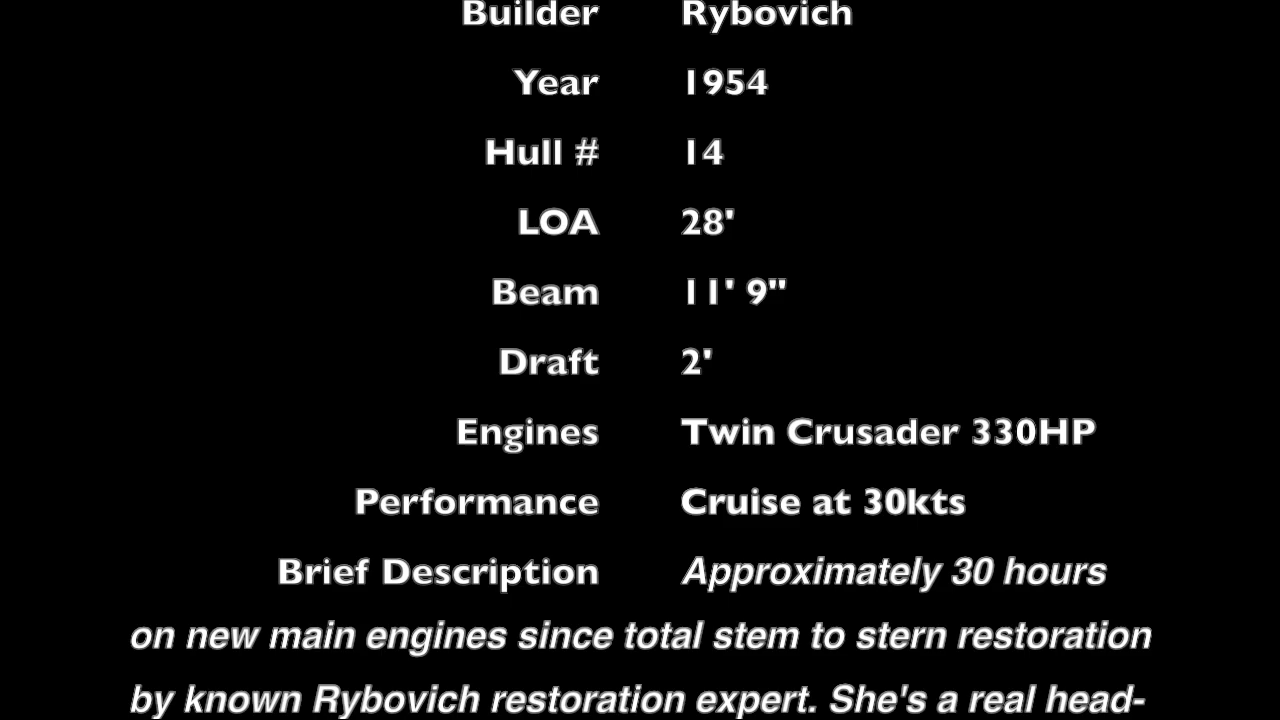 Builder Rybovich
Year 1954
Hull # 14
LOA 28'
Beam 11' 9"
Draft 2'
Engines Twin Crusader 330HP
Performance Cruise at 30kts
Brief Description Approximately 30 hours
on new main engines since total stem to stern restoration
by known Rybovich restoration expert. She's a real head-